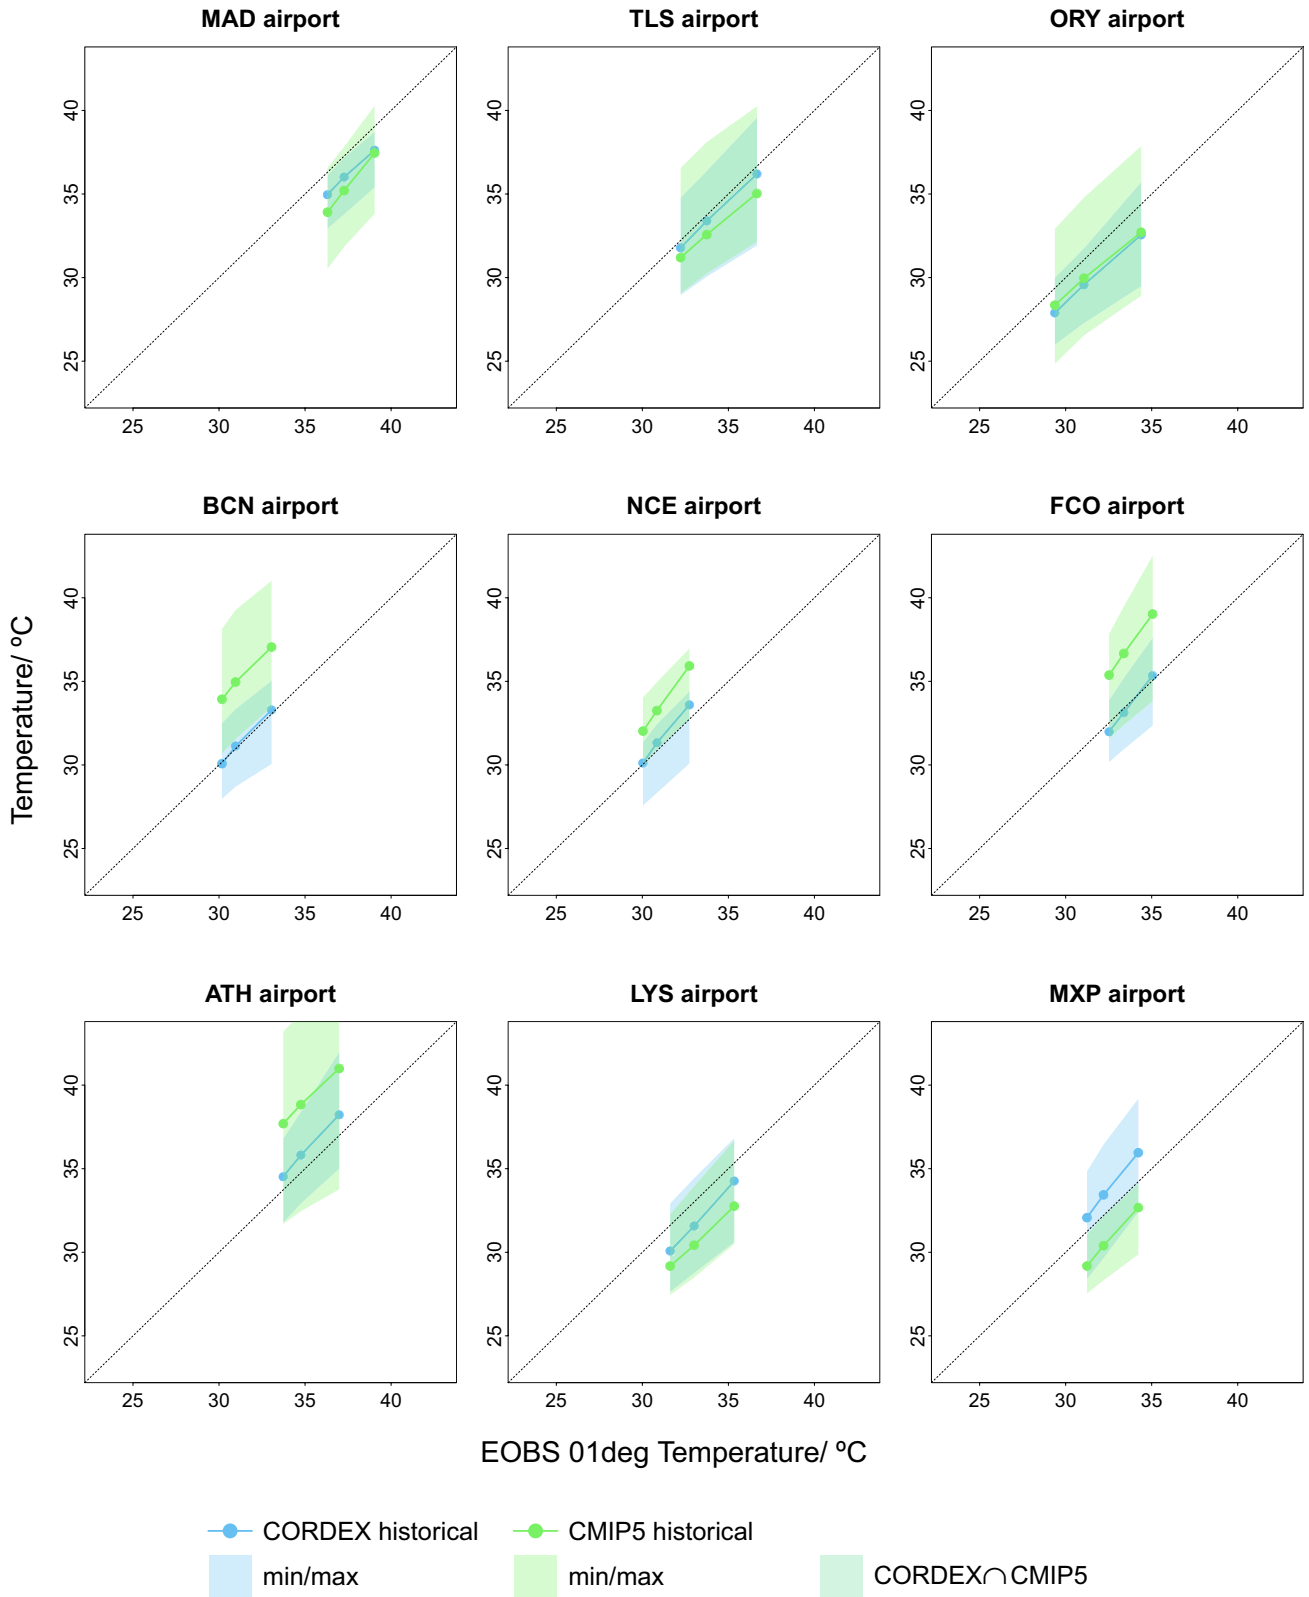 MAD airport
TLS airport
ORY airport
40
35
30
25
25 30 35 40
40
35
30
25
25 30 35 40
40
35
30
25
25 30 35 40
BCN airport
NCE airport
FCO airport
40
35
30
25
25 30 35 40
40
35
30
25
25 30 35 40
40
35
30
25
25 30 35 40
Temperature/ ºC
ATH airport
LYS airport
MXP airport
40
35
30
25
25 30 35 40
40
35
30
25
25 30 35 40
40
35
30
25
25 30 35 40
EOBS 01deg Temperature/ ºC
CORDEX historical
CMIP5 historical
min/max
min/max
CORDEX∩CMIP5